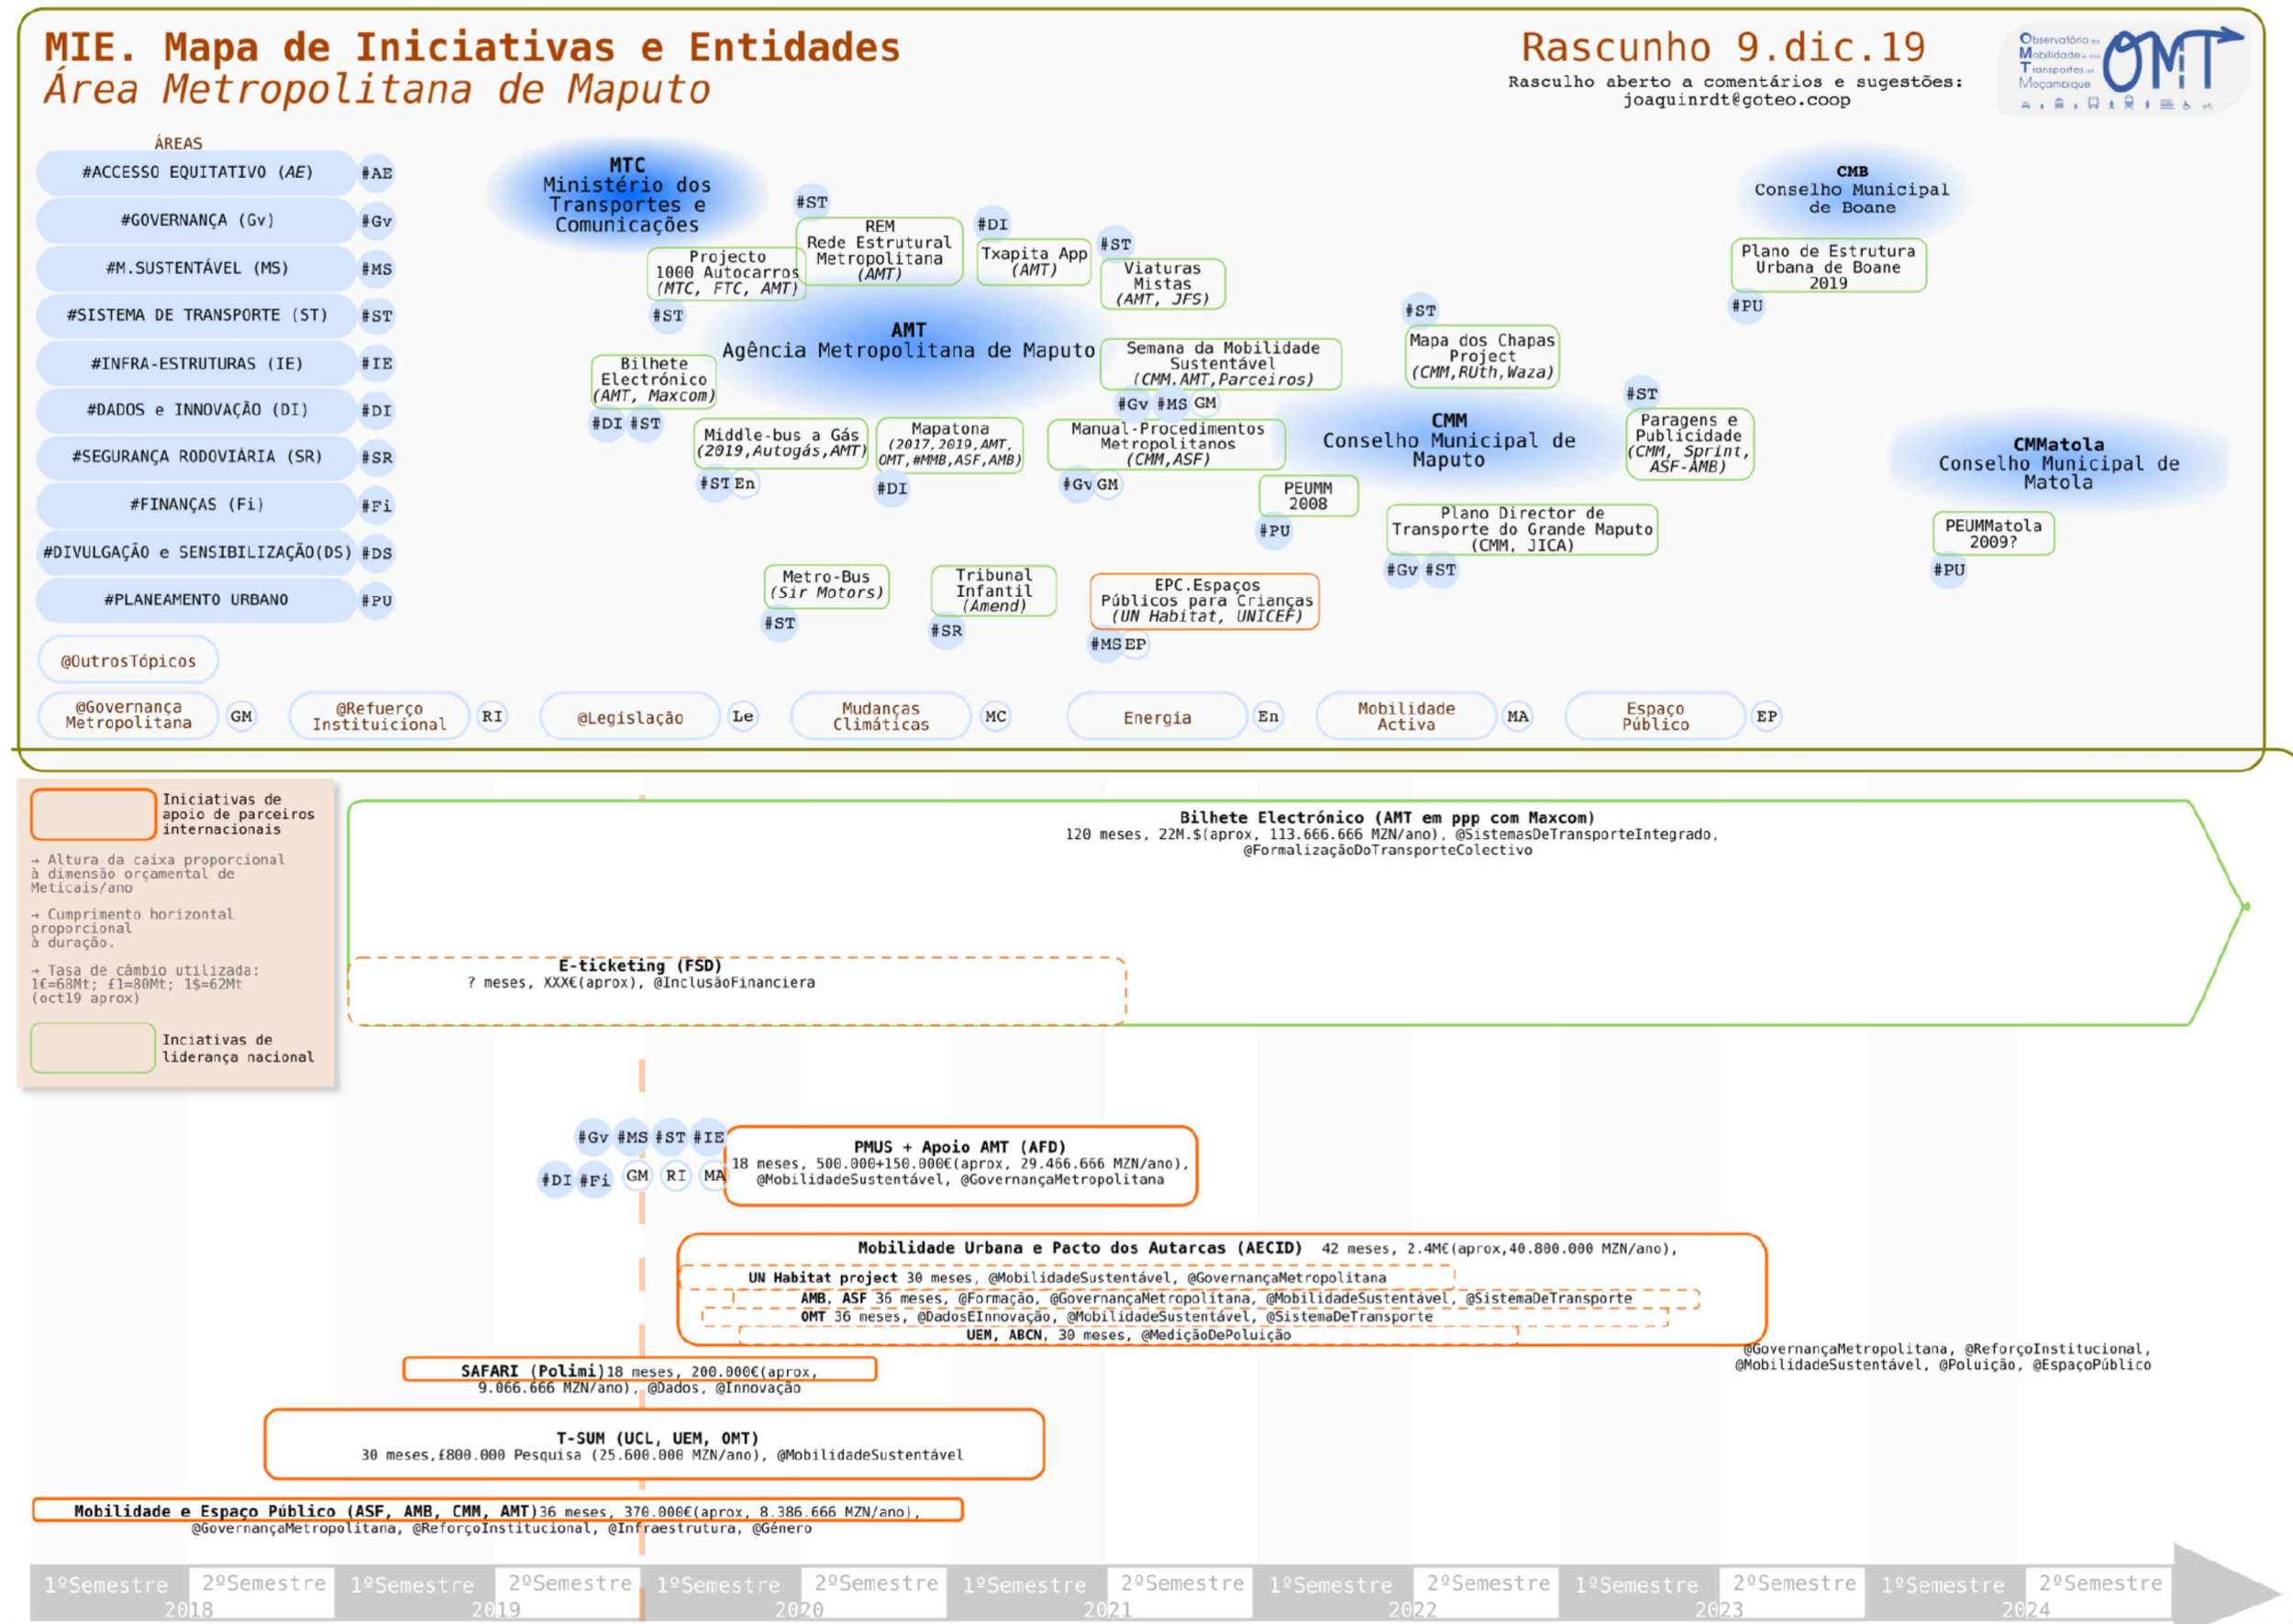 MIE. Mapa de Iniciativas e Entidades
Área Metropolitana de Maputo
Rascunho 9.dic.19
Rasculho aberto a comentários e sugestões:
joaquinrdt@goteo.coop
Observatório da
Mobilidade e dos
Transportes de
Moçambique
OMT
ÁREAS
#ACCESSO EQUITATIVO (AE)
#AE
#GOVERNANÇA (Gv)
#Gv
#M.SUSTENTÁVEL (MS)
#MS
#SISTEMA DE TRANSPORTE (ST)
#ST
#INFRA-ESTRUTURAS (IE)
#IE
#DADOS e INNOVAÇÃO (DI)
#DI
#SEGURANÇA RODOVIÁRIA (SR)
#SR
#FINANÇAS (Fi)
#Fi
#DIVULGAÇÃO e SENSIBILIZAÇÃO(DS)
#DS
#PLANEAMENTO URBANO
#PU
MTC
Ministério dos
Transportes e
Comunicações
Projecto
1000 Autocarros
(MTC, FTC, AMT)
#ST
#ST
REM
Rede Estrutural
Metropolitana
(AMT)
#DI
Txapita App
(AMT)
#ST
Viaturas
Mistas
(AMT, JFS)
AMT
Agência Metropolitana de Maputo
Bilhete
Electrónico
(AMT, Maxcom)
#DI #ST
Middle-bus a Gás
(2019,Autogás,AMT)
#ST En
Mapatona
(2017,2019,AMT,
OMT,#MMB,ASF,AMB)
#DI
Semana da Mobilidade
Sustentável
(CMM.AMT,Parceiros)
#Gv #MS GM
Manual-Procedimentos
Metropolitanos
(CMM,ASF)
#Gv GM
#ST
Mapa dos Chapas
Project
(CMM,RUth,Waza)
CMM
Conselho Municipal de
Maputo
PEUMM
2008
#PU
Plano Director de
Transporte do Grande Maputo
(CMM, JICA)
#Gv #ST
#ST
Paragens e
Publicidade
(CMM, Sprint,
ASF-AMB)
CMB
Conselho Municipal
de Boane
Plano de Estrutura
Urbana de Boane
2019
#PU
CMMatola
Conselho Municipal de
Matola
PEUMMatola
2009?
#PU
Metro-Bus
(Sir Motors)
#ST
Tribunal
Infantil
(Amend)
#SR
EPC.Espaços
Públicos para Crianças
(UN Habitat, UNICEF)
#MS EP
@OutrosTópicos
@Governança
Metropolitana
GM
@Refuerço
Instituicional
RI
@Legislação
Le
Mudanças
Climáticas
MC
Energia
En
Mobilidade
Activa
MA
Espaço
Público
EP
Iniciativas de
apoio de parceiros
internacionais
→ Altura da caixa proporcional
à dimensão orçamental de
Meticais/ano
→ Cumprimento horizontal
proporcional
à duração.
→ Tasa de câmbio utilizada:
1€=68Mt; £1=80Mt; 1$=62Mt
(oct19 aprox)
Inciativas de
liderança nacional
Bilhete Electrónico (AMT em ppp com Maxcom)
120 meses, 22M.$(aprox, 113.666.666 MZN/ano), @SistemasDeTransporteIntegrado,
@FormalizaçãoDoTransporteColectivo
E-ticketing (FSD)
? meses, XXX€(aprox), @InclusãoFinanciera
#Gv #MS #ST #IE
#DI #Fi GM RI MA
PMUS + Apoio AMT (AFD)
18 meses, 500.000+150.000€(aprox, 29.466.666 MZN/ano),
@MobilidadeSustentável, @GovernançaMetropolitana
Mobilidade Urbana e Pacto dos Autarcas (AECID) 42 meses, 2.4M€(aprox,40.800.000 MZN/ano),
UN Habitat project 30 meses, @MobilidadeSustentável, @GovernançaMetropolitana
AMB, ASF 36 meses, @Formação, @GovernançaMetropolitana, @MobilidadeSustentável, @SistemaDeTransporte
OMT 36 meses, @DadosEInnovação, @MobilidadeSustentável, @SistemaDeTransporte
UEM, ABCN, 30 meses, @MediçãoDePoluição
@GovernançaMetropolitana, @ReforçoInstitucional,
@MobilidadeSustentável, @Poluição, @EspaçoPúblico
SAFARI (Polimi)18 meses, 200.000€(aprox,
9.066.666 MZN/ano), @Dados, @Innovação
T-SUM (UCL, UEM, OMT)
30 meses,£800.000 Pesquisa (25.600.000 MZN/ano), @MobilidadeSustentável
Mobilidade e Espaço Público (ASF, AMB, CMM, AMT)36 meses, 370.000€(aprox, 8.386.666 MZN/ano),
@GovernançaMetropolitana, @ReforçoInstitucional, @Infraestrutura, @Género
1ºSemestre 2ºSemestre 1ºSemestre 2ºSemestre 1ºSemestre 2ºSemestre 1ºSemestre 2ºSemestre 1ºSemestre 2ºSemestre 1ºSemestre 2ºSemestre 1ºSemestre 2ºSemestre
2018 2019 2020 2021 2022 2023 2024